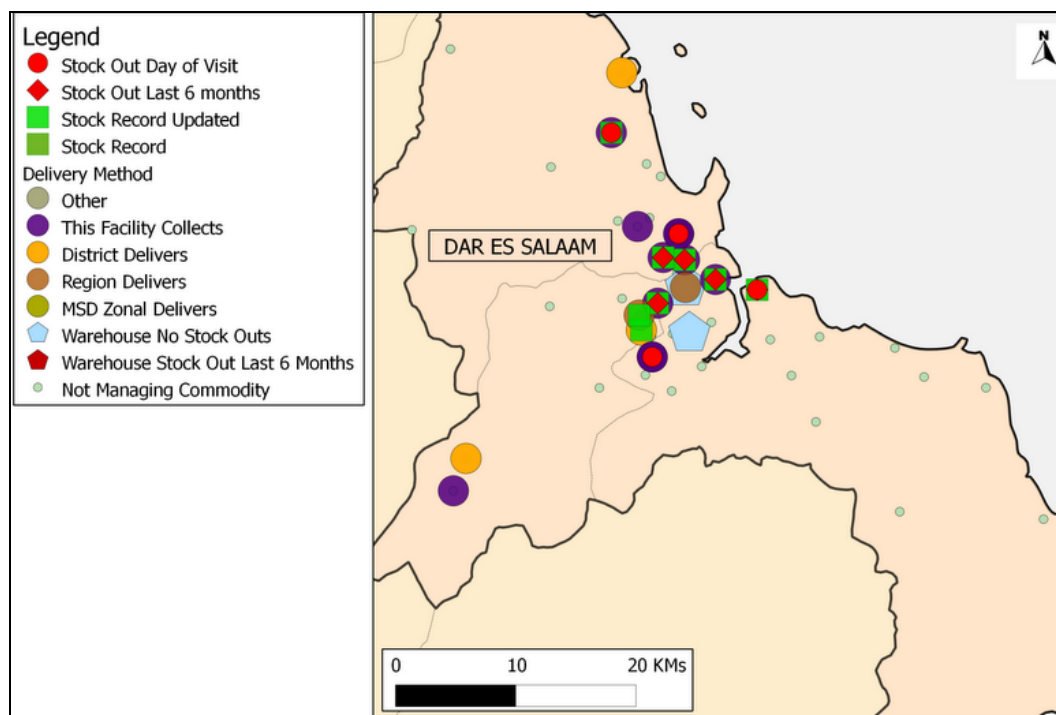 Legend
Stock Out Day of Visit
Stock Out Last 6 months
Stock Record Updated
Stock Record
Delivery Method
Other
This Facility Collects
District Delivers
Region Delivers
MSD Zonal Delivers
Warehouse No Stock Outs
Warehouse Stock Out Last 6 Months
Not Managing Commodity
N
DAR ES SALAAM
0 10 20 KMs